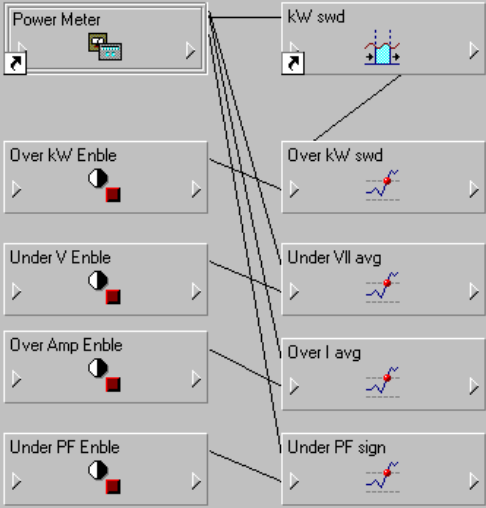 Power Meter
kW swd
Over kW Enble
Over kW swd
Under V Enble
Under Vll avg
Over Amp Enble
Over I avg
Under PF Enble
Under PF sign